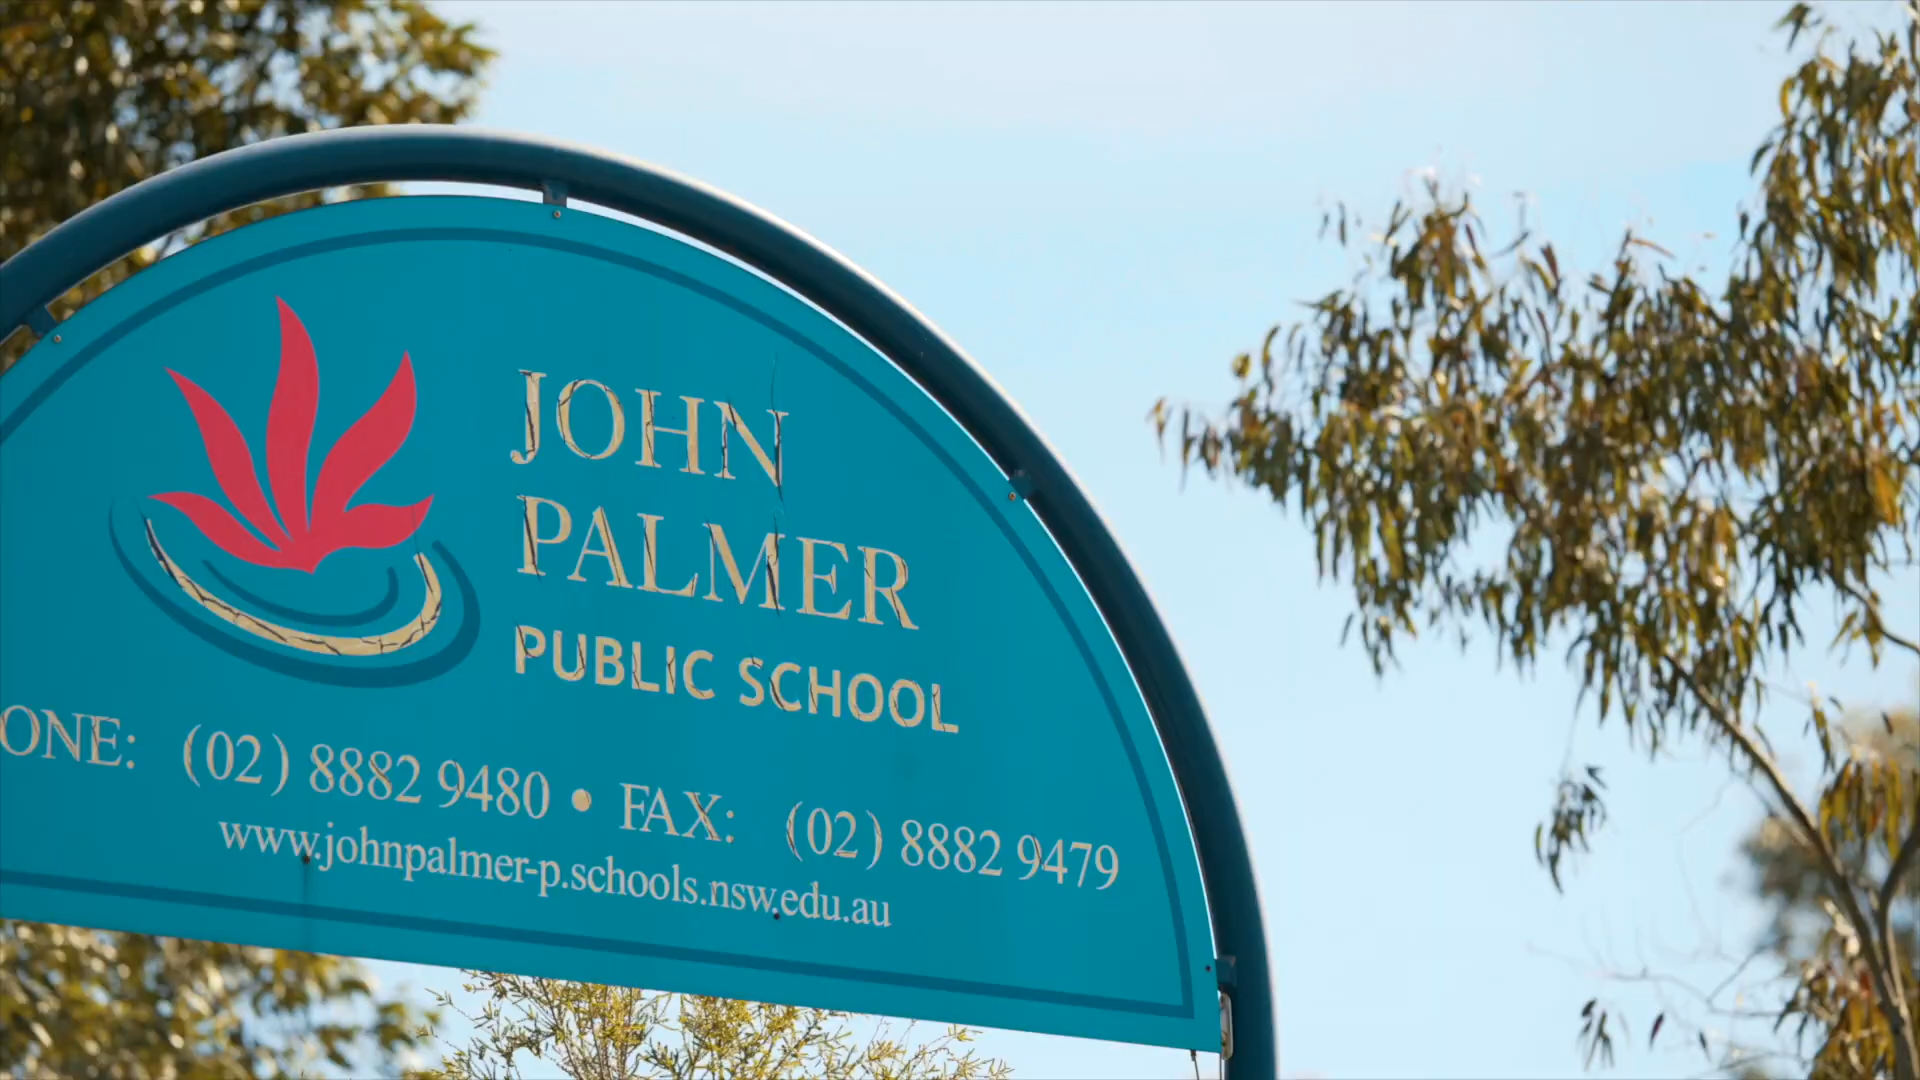 JOHN
PALMER
PUBLIC SCHOOL
ONE: (02) 8882 9480 • FAX: (02) 8882 9479
www.johnpalmer-p.schools.nsw.edu.au